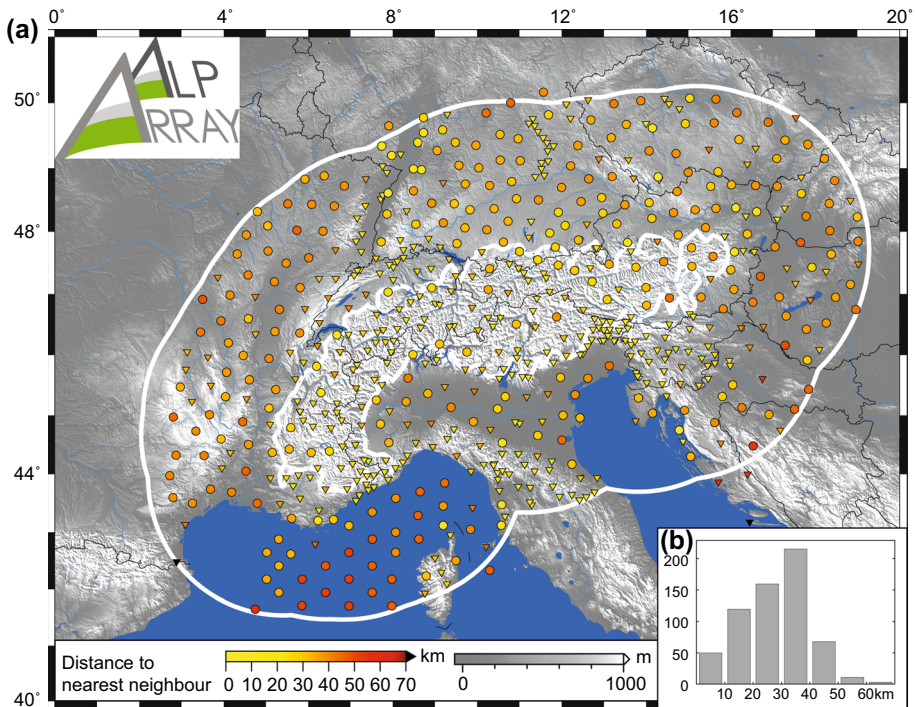 (a)
0° 4° 8° 12° 16° 20°
ALP
ARRAY
50°
48°
46°
44°
42°
40°
Distance to
nearest neighbour
km
0 10 20 30 40 50 60 70
m
0 1000
(b)
200
150
100
50
0
10 20 30 40 50 60km